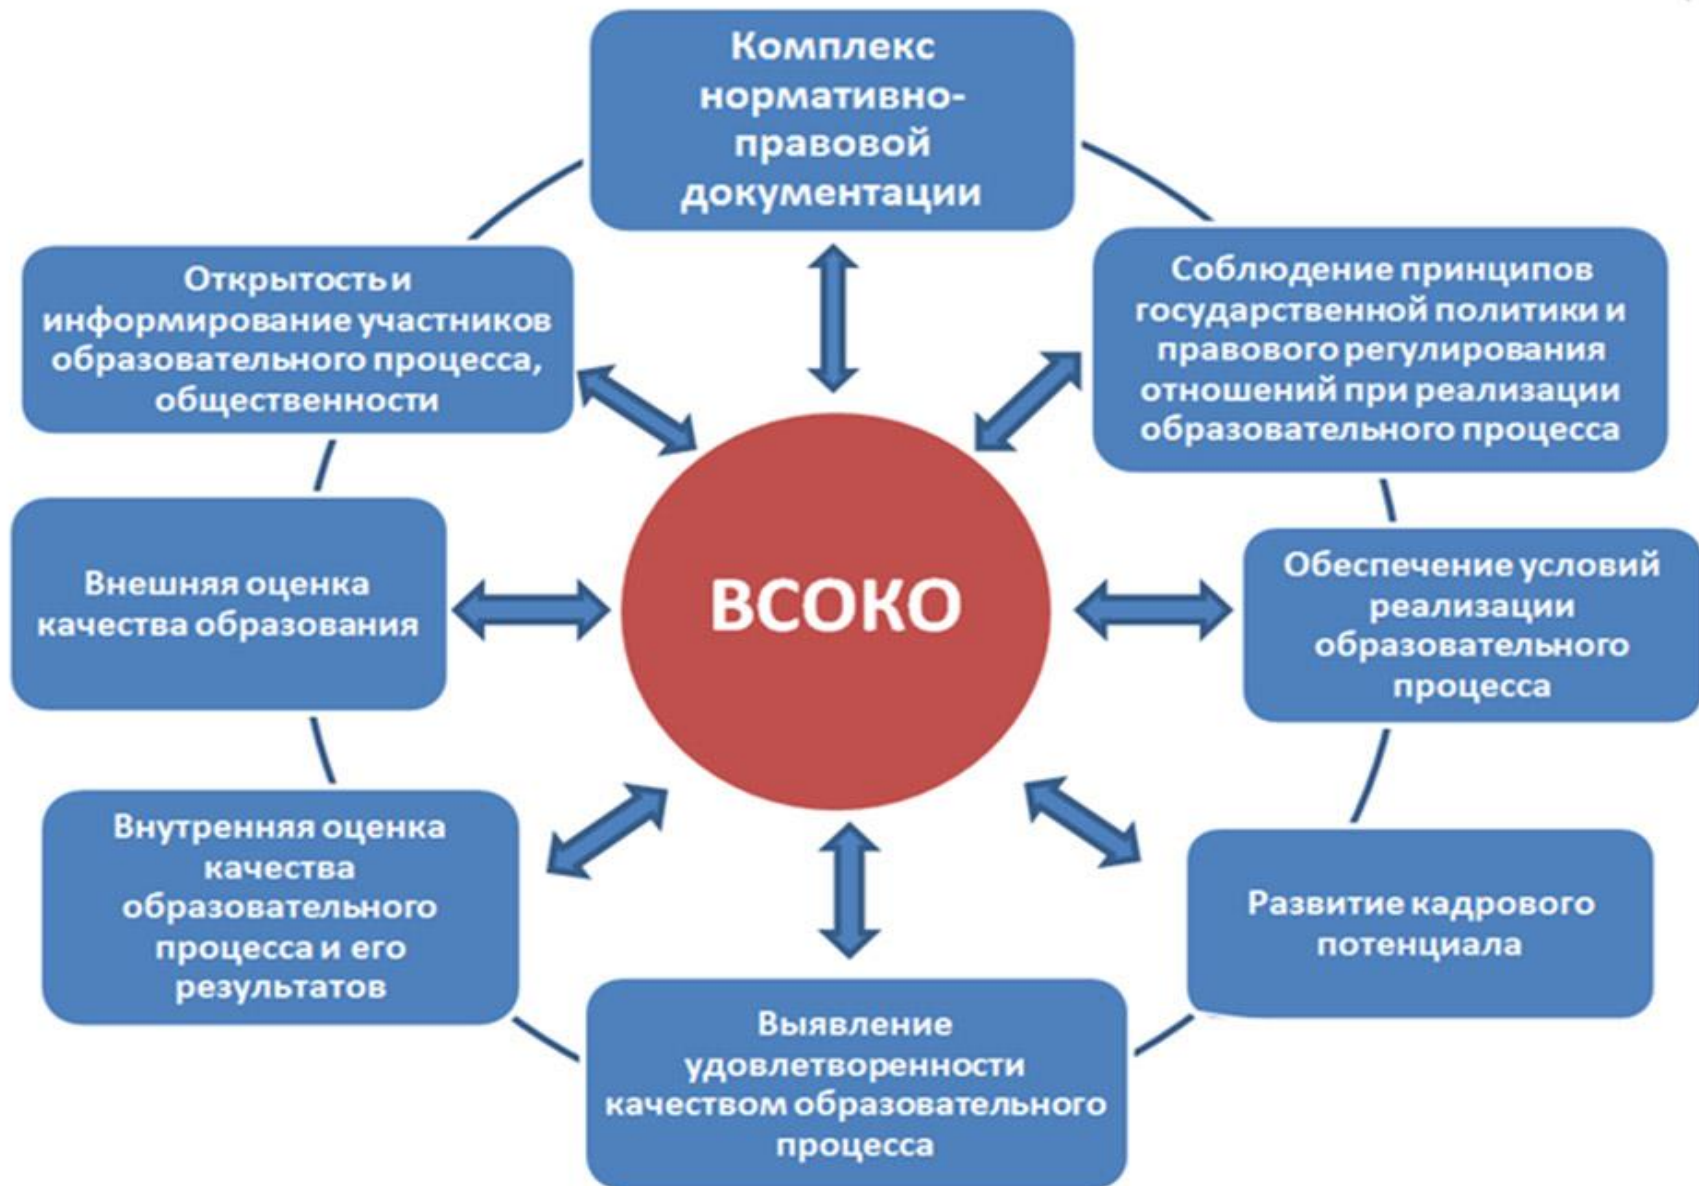 Комплекс
нормативно-
правовой
документации
Открытость и
информирование участников
образовательного процесса,
общественности
Соблюдение принципов
государственной политики и
правового регулирования
отношений при реализации
образовательного процесса
Внешняя оценка
качества образования
ВСОКО
Обеспечение условий
реализации
образовательного
процесса
Внутренняя оценка
качества
образовательного
процесса и его
результатов
Развитие кадрового
потенциала
Выявление
удовлетворенности
качеством образовательного
процесса